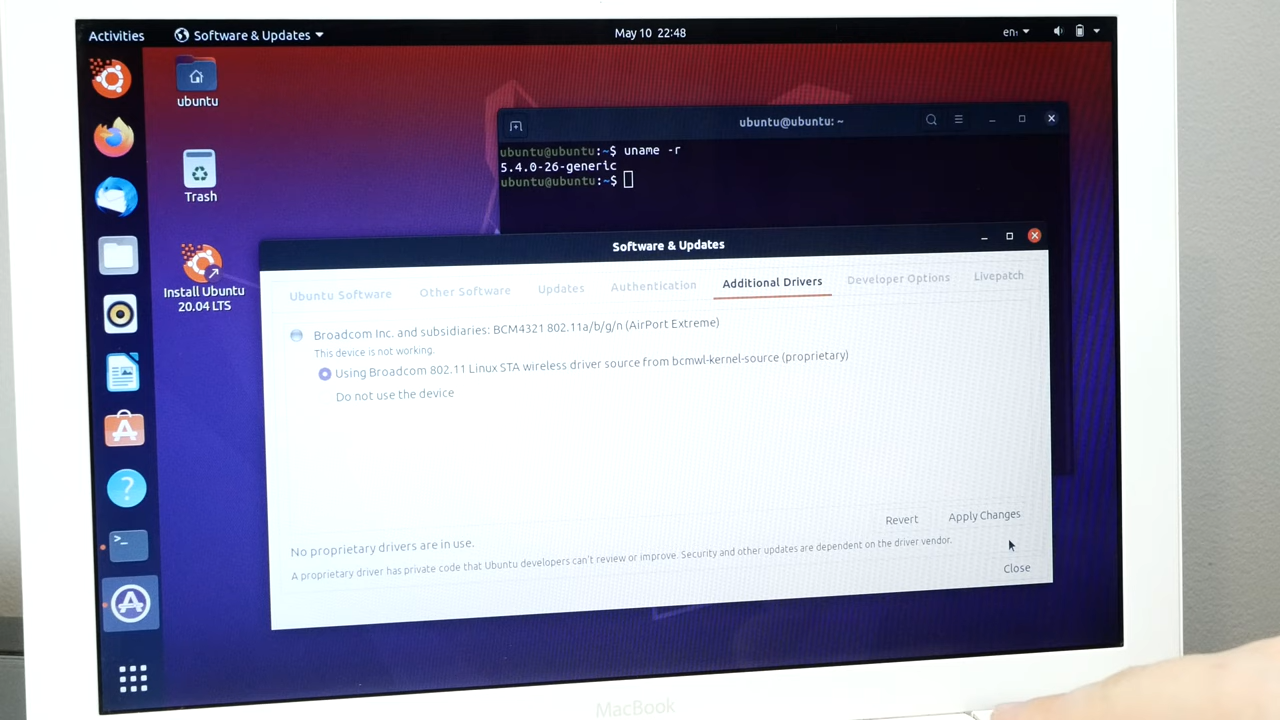 Activities
Software & Updates
May 10 22:48
en₁
ubuntu
Trash
Install Ubuntu
20.04 LTS
ubuntu@ubuntu: ~
ubuntu@ubuntu:~$ uname -r
5.4.0-26-generic
ubuntu@ubuntu:~$
Software & Updates
Ubuntu Software
Other Software
Updates
Authentication
Additional Drivers
Developer Options
Livepatch
Broadcom Inc. and subsidiaries: BCM4321 802.11a/b/g/n (AirPort Extreme)
This device is not working.
Using Broadcom 802.11 Linux STA wireless driver source from bcmwl-kernel-source (proprietary)
Do not use the device
Revert
Apply Changes
No proprietary drivers are in use.
A proprietary driver has private code that Ubuntu developers can't review or improve. Security and other updates are dependent on the driver vendor.
Close
MacBook